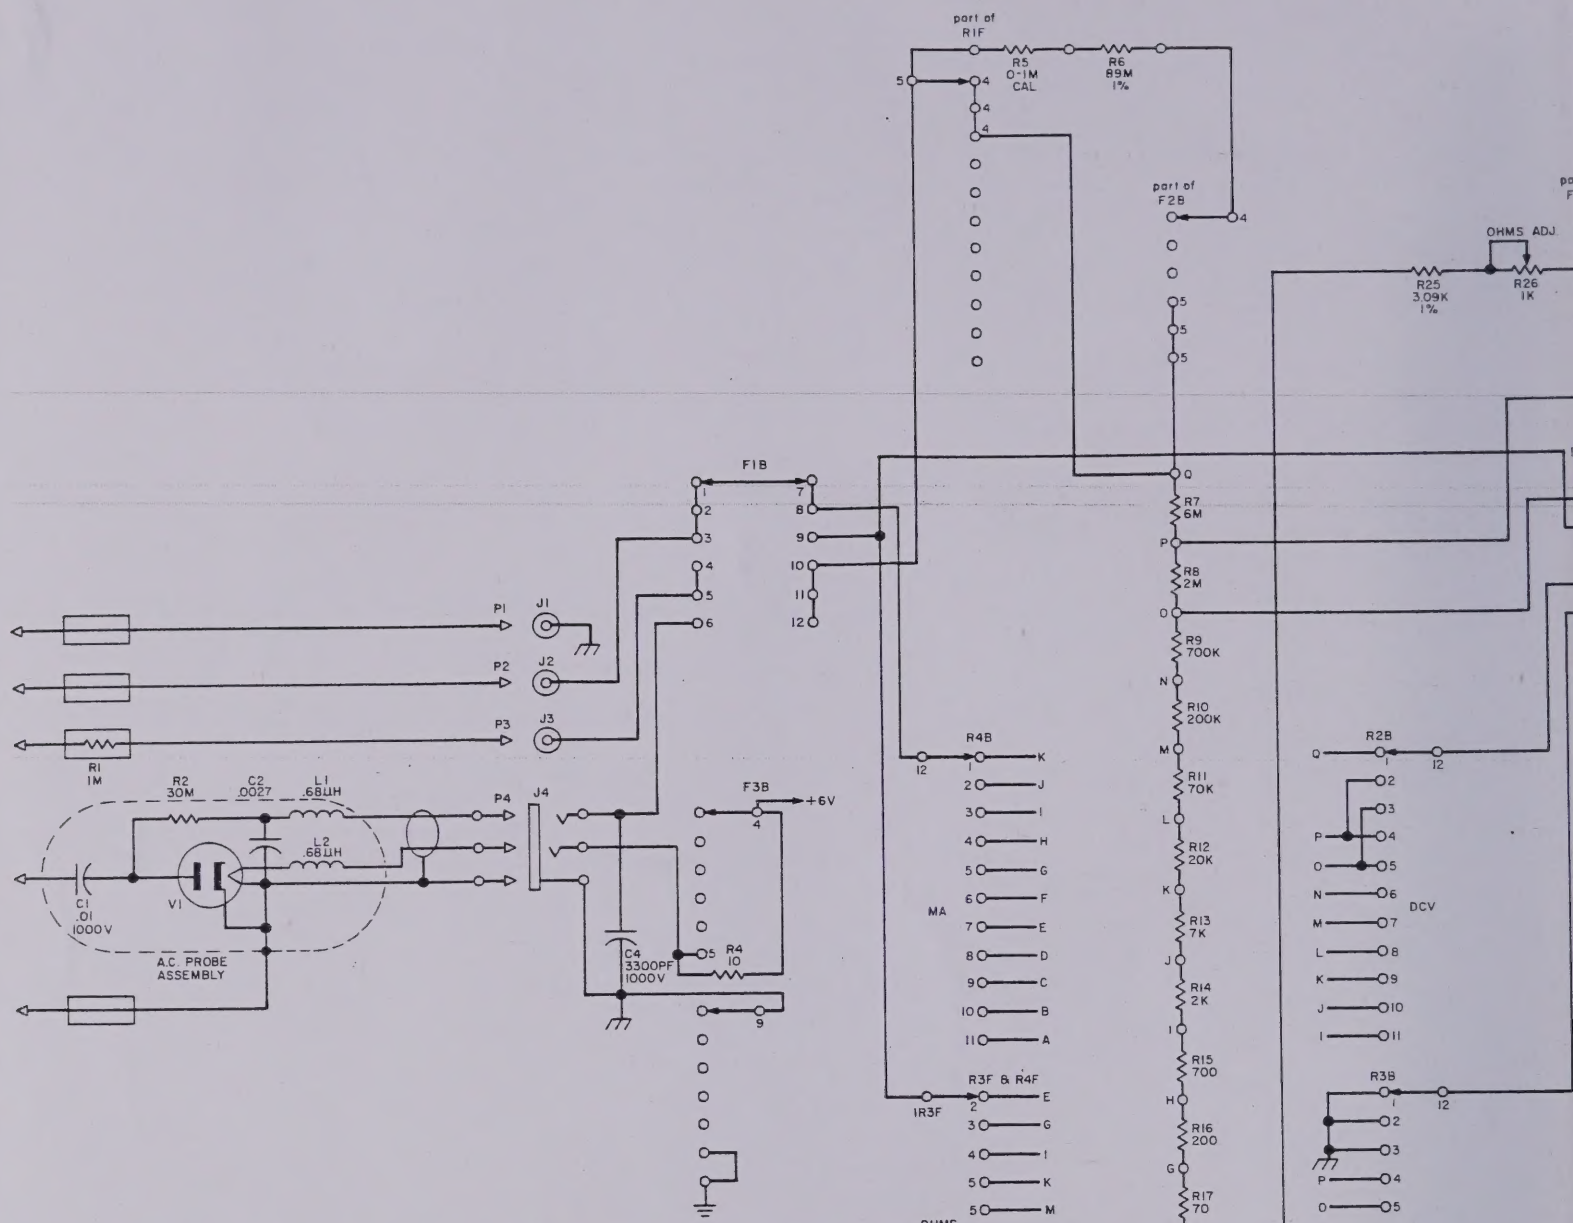 part of
R1F
R5
0-1M
CAL
R6
89M
1%
5
4
4
4
part of
F2B
4
5
5
5
OHMS ADJ.
R25
3.09K
1%
R26
1K
F1B
1
2
3
4
5
6
7
8
9
10
11
12
Q
R7
6M
P
R8
2M
O
R9
700K
N
R10
200K
M
R11
70K
L
R12
20K
K
R13
7K
J
R14
2K
I
R15
700
H
R16
200
G
R17
70
P1
J1
P2
J2
P3
J3
R1
1M
R2
30M
C2
.0027
L1
.68UH
L2
.68UH
P4
J4
V1
C1
.01
1000V
A.C. PROBE
ASSEMBLY
F3B
4
+6V
5
R4
10
C4
3300PF
1000V
9
R4B
12
1 K
2 J
3 I
4 H
5 G
6 F
7 E
8 D
9 C
10 B
11 A
MA
R3F & R4F
1R3F
2 E
3 G
4 I
5 K
5 M
R2B
Q 1
12
2
3
P 4
O 5
N 6
M 7
L 8
K 9
J 10
I 11
DCV
R3B
1
12
2
3
P 4
O 5